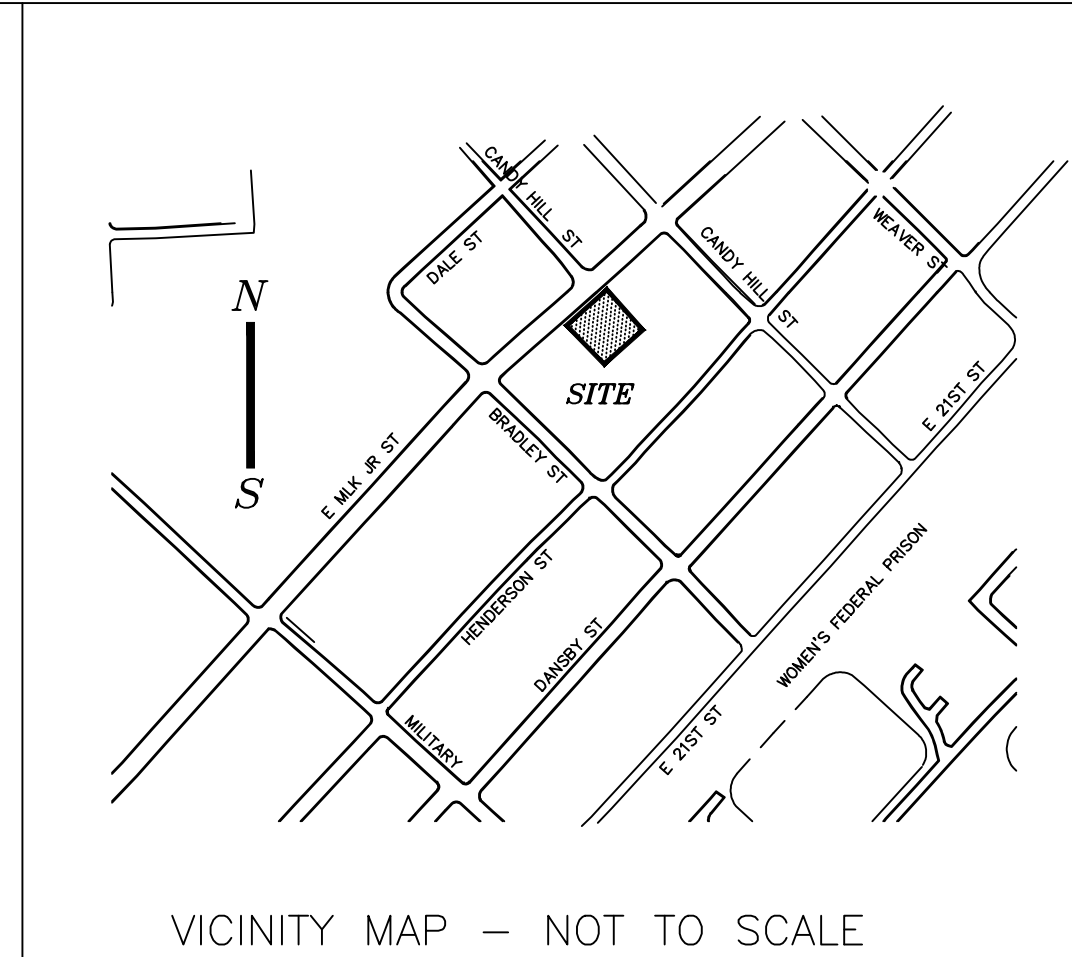 CANDY HILL ST
DALE ST
WEAVER ST
CANDY HILL ST
N
SITE
E 21ST ST
BRADLEY ST
E MLK JR ST
S
HENDERSON ST
WOMEN'S FEDERAL PRISON
DANSBY ST
MILITARY
E 21ST ST
VICINITY MAP – NOT TO SCALE